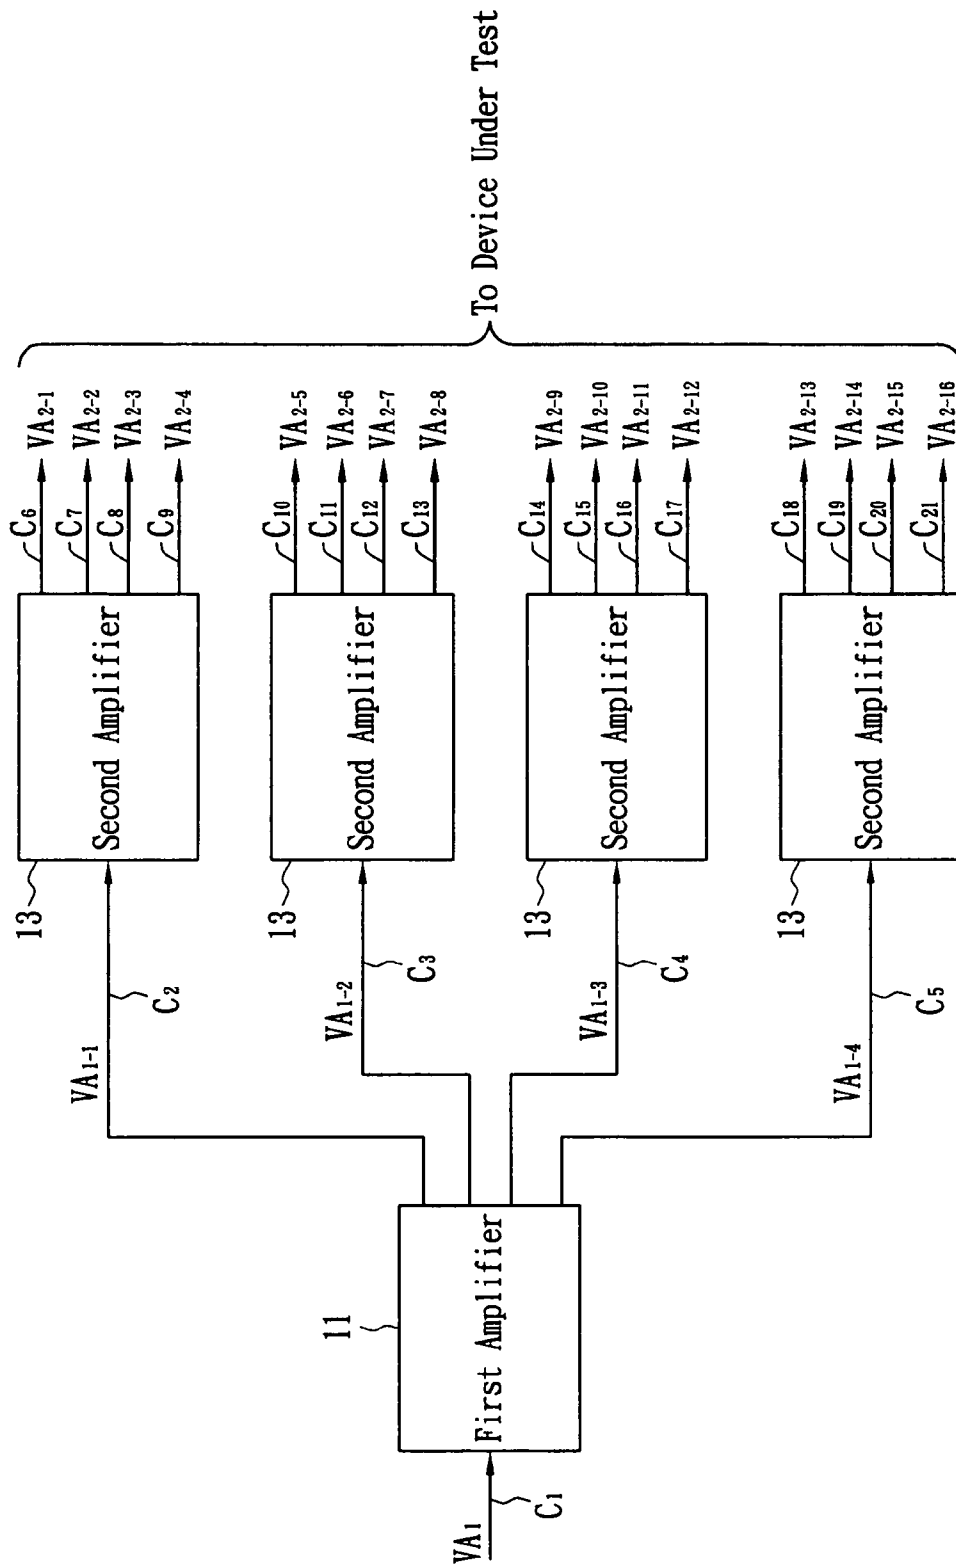 VA1
C1
11
First Amplifier
VA1-1
C2
VA1-2
C3
VA1-3
C4
VA1-4
C5
13
Second Amplifier
C6
VA2-1
C7
VA2-2
C8
VA2-3
C9
VA2-4
13
Second Amplifier
C10
VA2-5
C11
VA2-6
C12
VA2-7
C13
VA2-8
13
Second Amplifier
C14
VA2-9
C15
VA2-10
C16
VA2-11
C17
VA2-12
13
Second Amplifier
C18
VA2-13
C19
VA2-14
C20
VA2-15
C21
VA2-16
To Device Under Test